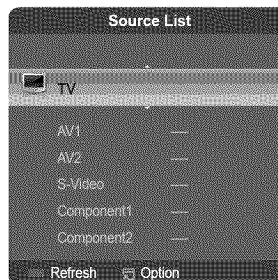 Source List
TV
AV1 ----
AV2 ----
S-Video ----
Component1 ----
Component2 ----
Refresh Option